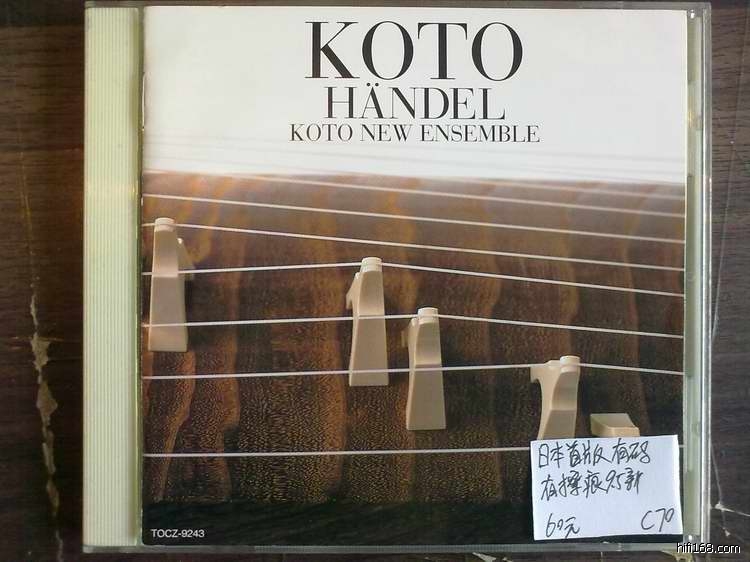 KOTO
HÄNDEL
KOTO NEW ENSEMBLE
日本首版 有码
有擦痕 95新
60元 C70
TOCZ-9243
hifi168.com